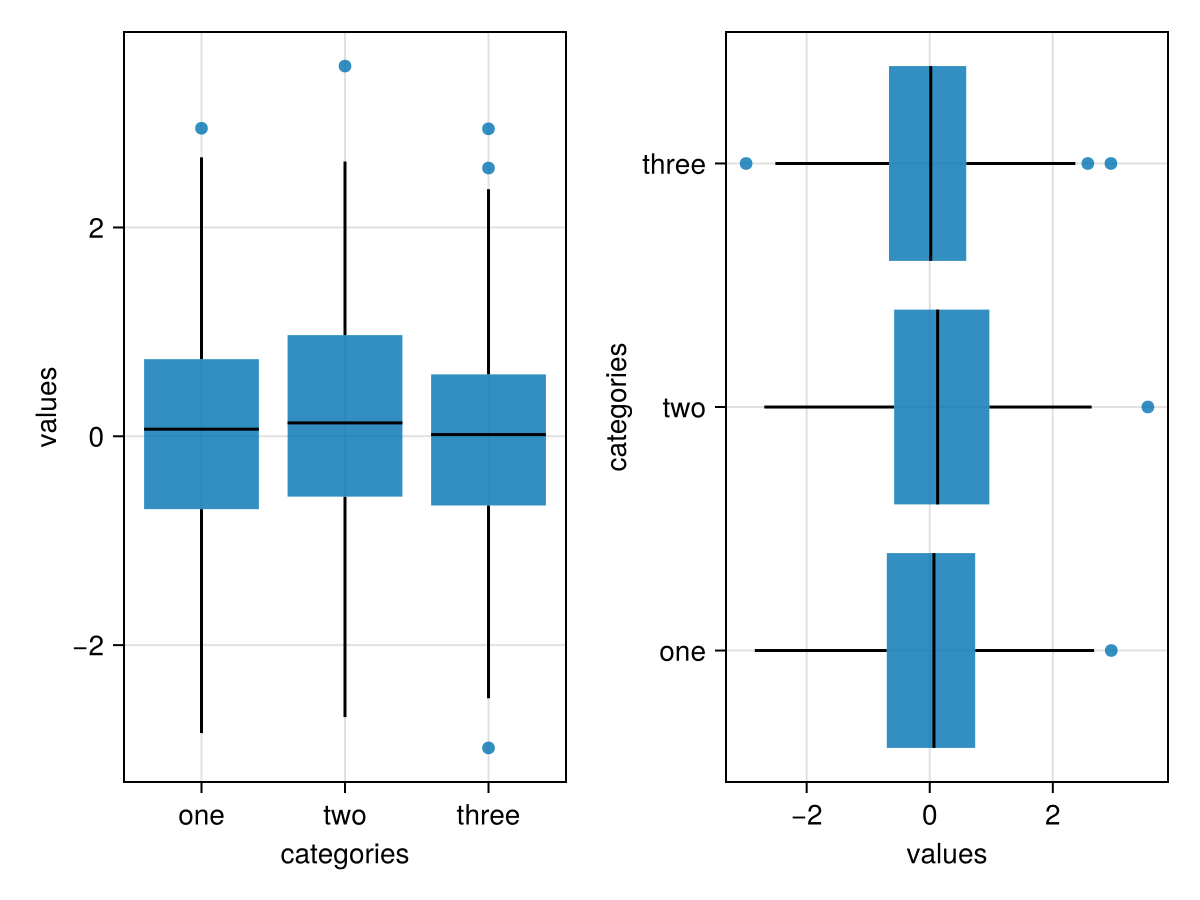 values
2
0
−2
one two three
categories
categories
three
two
one
−2 0 2
values